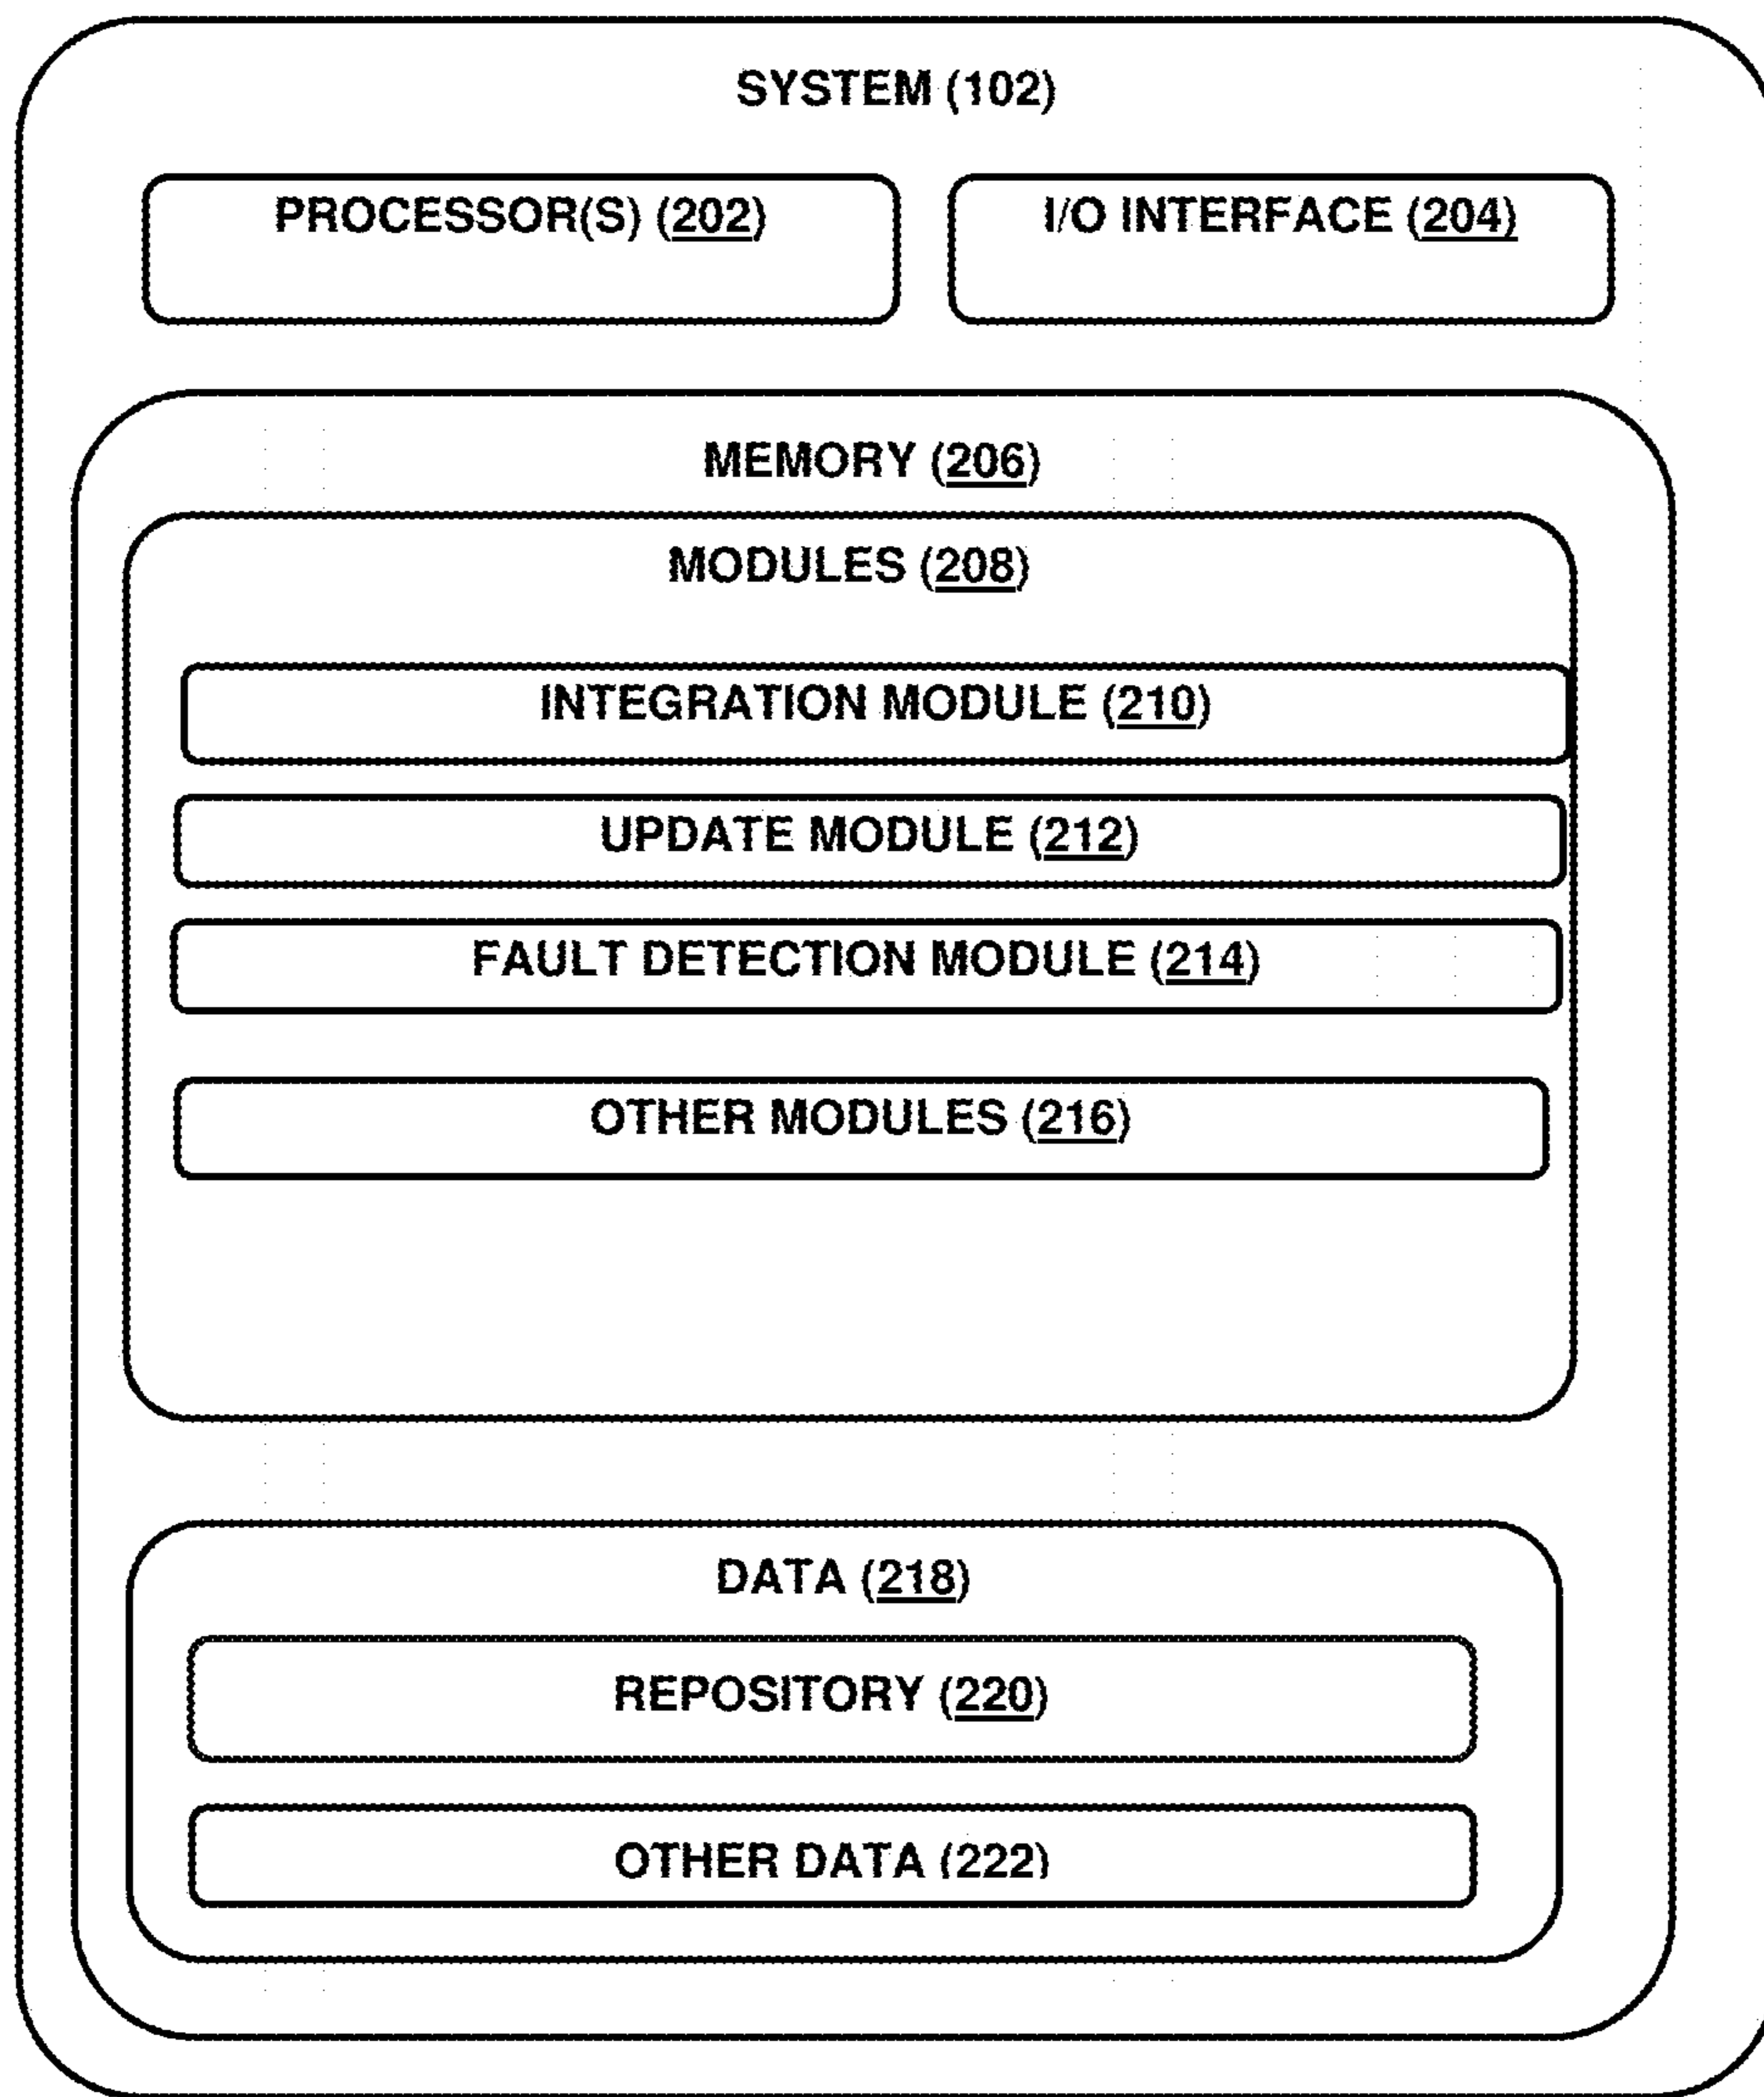 SYSTEM (102)
PROCESSOR(S) (202)
I/O INTERFACE (204)
MEMORY (206)
MODULES (208)
INTEGRATION MODULE (210)
UPDATE MODULE (212)
FAULT DETECTION MODULE (214)
OTHER MODULES (216)
DATA (218)
REPOSITORY (220)
OTHER DATA (222)